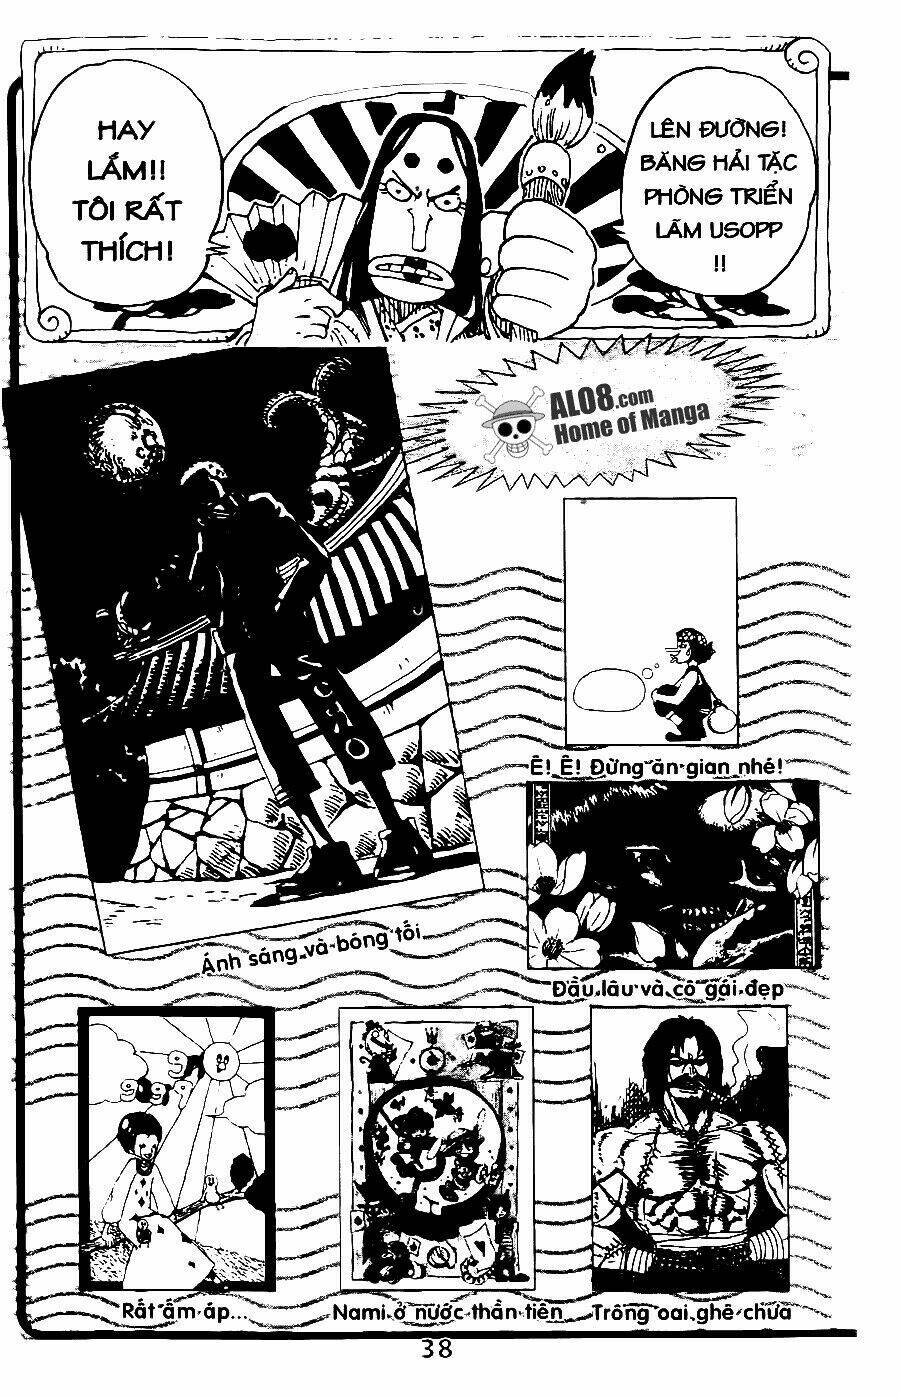 HAY
LẮM!!
TÔI RẤT
THÍCH!
LÊN ĐƯỜNG!
BĂNG HẢI TẶC
PHÒNG TRIỂN
LÃM USOPP
!!
ALO8.com
Home of Manga
Ê! Ê! Đừng ăn gian nhé!
Ánh sáng và bóng tối
Đầu lâu và cô gái đẹp
Rất ấm áp...
Nami ở nước thần tiên
Trông oai ghê chưa
38